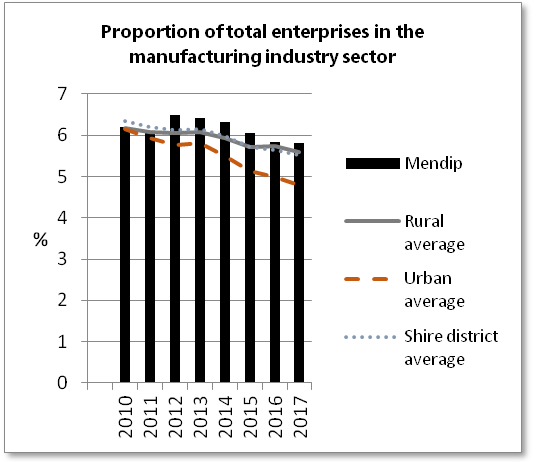 Proportion of total enterprises in the
manufacturing industry sector
7
6
5
4
3
2
1
0
%
2010
2011
2012
2013
2014
2015
2016
2017
Mendip
Rural
average
Urban
average
Shire district
average